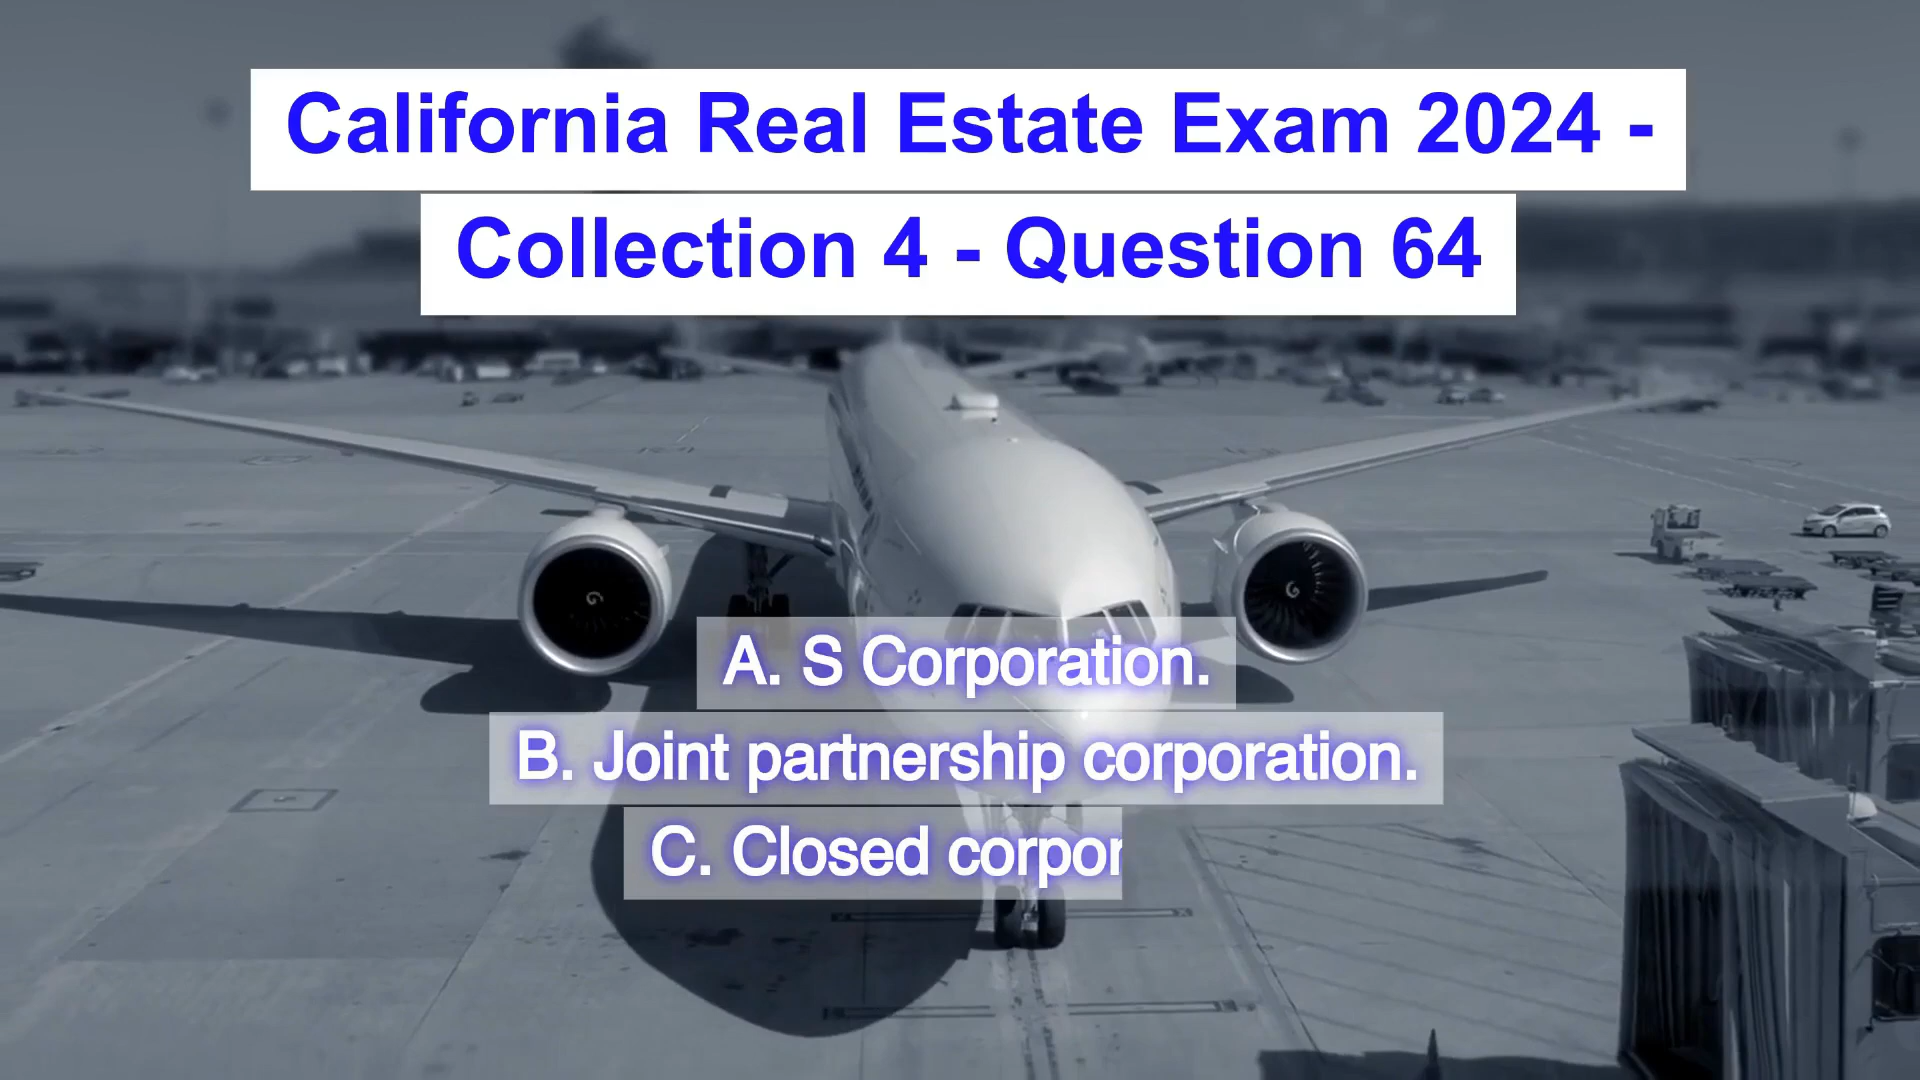 California Real Estate Exam 2024 -
Collection 4 - Question 64
A. S Corporation.
B. Joint partnership corporation.
C. Closed corpor